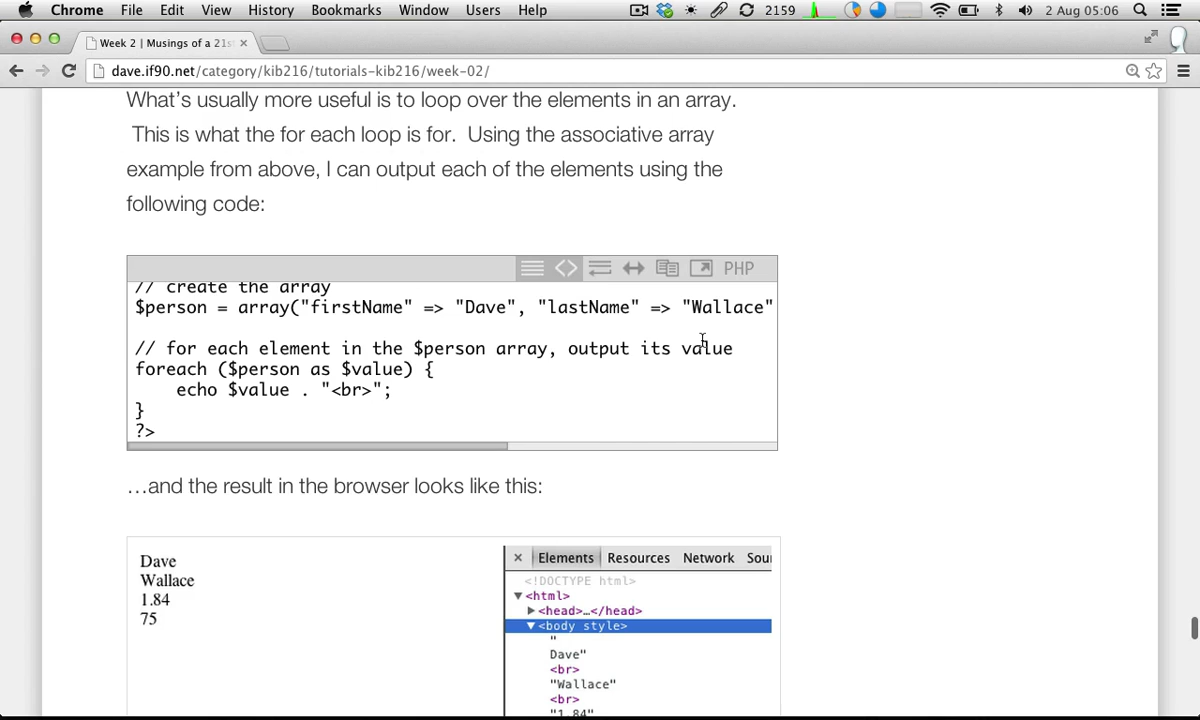 Chrome File Edit View History Bookmarks Window Users Help 2159 2 Aug 05:06
Week 2 | Musings of a 21s
dave.if90.net/category/kib216/tutorials-kib216/week-02/
What's usually more useful is to loop over the elements in an array.
This is what the for each loop is for. Using the associative array
example from above, I can output each of the elements using the
following code:
PHP
// create the array
$person = array("firstName" => "Dave", "lastName" => "Wallace"
// for each element in the $person array, output its value
foreach ($person as $value) {
echo $value . "<br>";
}
?>
…and the result in the browser looks like this:
Dave
Wallace
1.84
75
× Elements Resources Network Sou
<!DOCTYPE html>
▼<html>
▶<head>…</head>
▼<body style>
"
Dave"
<br>
"Wallace"
<br>
"1.84"